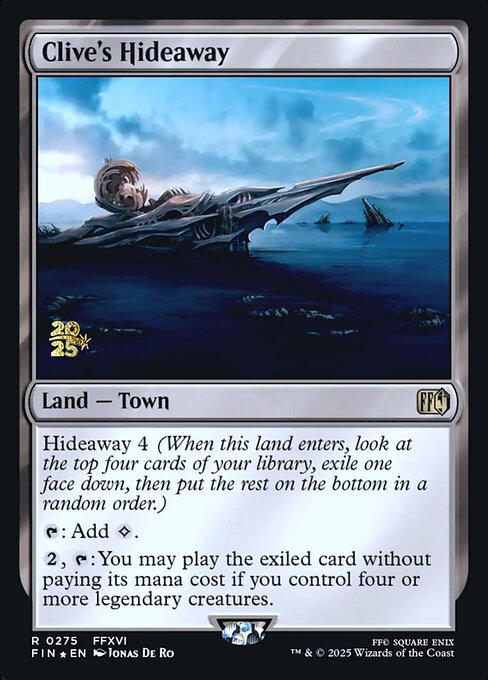 Clive's Hideaway
20
25
Land — Town
FF
Hideaway 4 (When this land enters, look at
the top four cards of your library, exile one
face down, then put the rest on the bottom in a
random order.)
: Add .
2, :You may play the exiled card without
paying its mana cost if you control four or
more legendary creatures.
R 0275 FFXVI
FIN★EN Jonas De Ro
FF© SQUARE ENIX
™ & © 2025 Wizards of the Coast